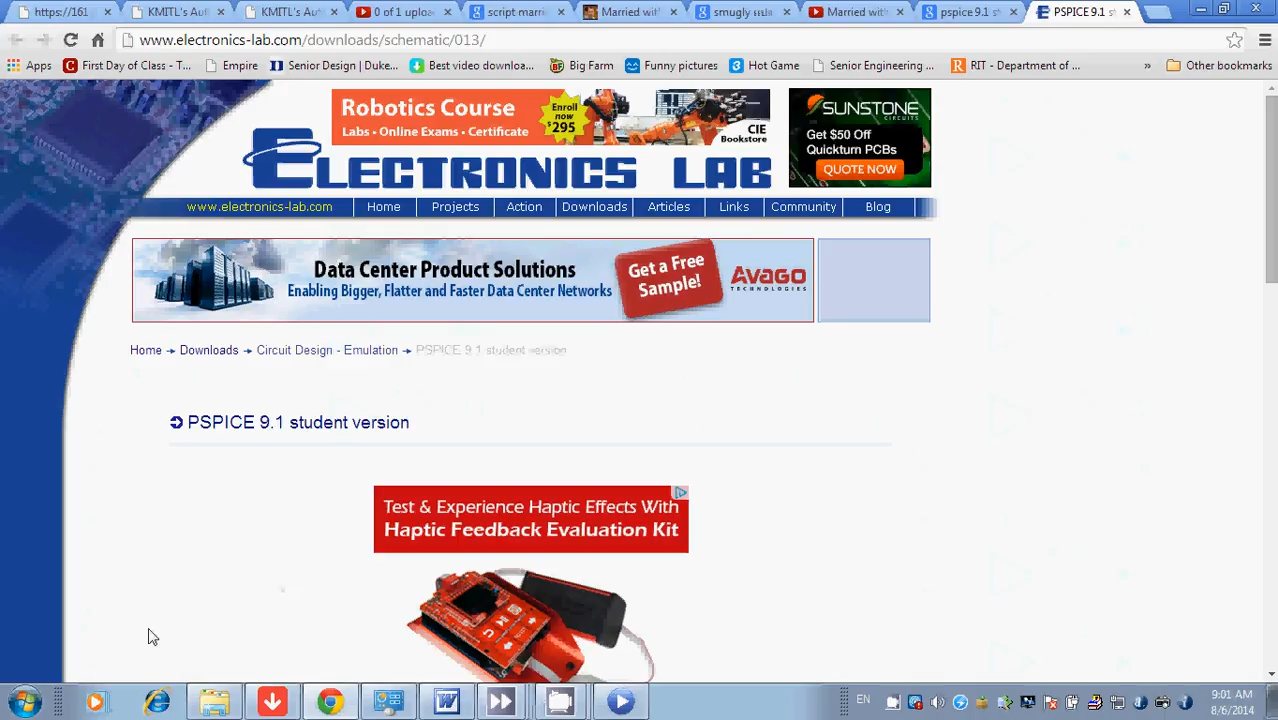 https://161
KMITL's Aut
KMITL's Aut
0 of 1 uploa
script marri
Married wit
smugly
Married wit
pspice 9.1 st
PSPICE 9.1 st
www.electronics-lab.com/downloads/schematic/013/
Apps
First Day of Class - T...
Empire
Senior Design | Duke...
Best video downloa...
Big Farm
Funny pictures
Hot Game
Senior Engineering ...
RIT - Department of ...
»
Other bookmarks
Robotics Course
Labs • Online Exams • Certificate
Enroll
now
$295
CIE
Bookstore
SUNSTONE
CIRCUITS
Get $50 Off
Quickturn PCBs
QUOTE NOW
ELECTRONICS LAB
www.electronics-lab.com
Home
Projects
Action
Downloads
Articles
Links
Community
Blog
Data Center Product Solutions
Enabling Bigger, Flatter and Faster Data Center Networks
Get a Free
Sample!
AVAGO
TECHNOLOGIES
Home → Downloads → Circuit Design - Emulation → PSPICE 9.1 student version
PSPICE 9.1 student version
Test & Experience Haptic Effects With
Haptic Feedback Evaluation Kit
EN
9:01 AM
8/6/2014